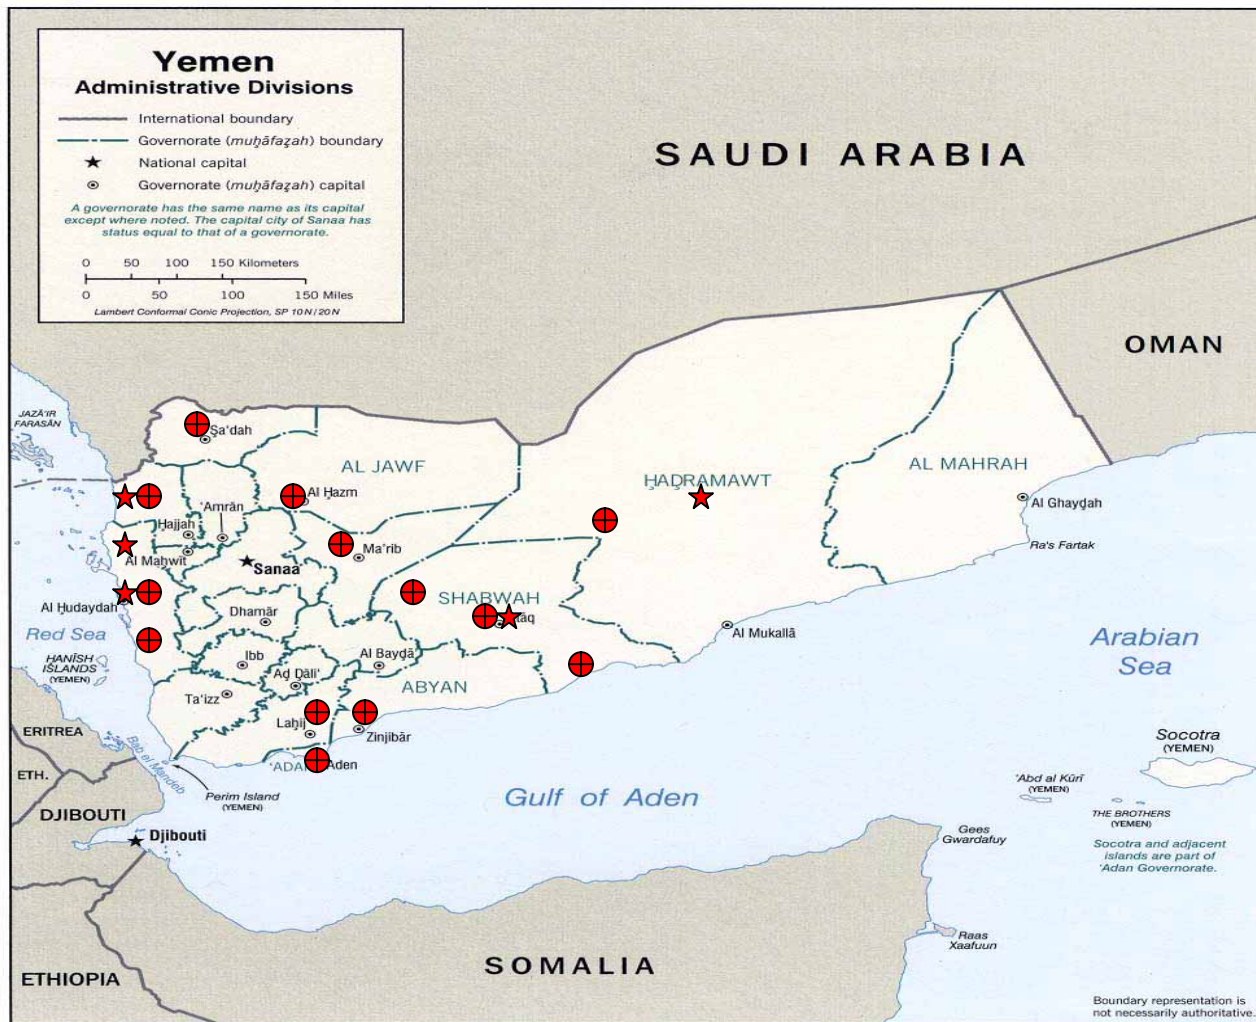 Yemen
Administrative Divisions
International boundary
Governorate (muḩāfaz̧ah) boundary
National capital
Governorate (muḩāfaz̧ah) capital
A governorate has the same name as its capital
except where noted. The capital city of Sanaa has
status equal to that of a governorate.
0 50 100 150 Kilometers
0 50 100 150 Miles
Lambert Conformal Conic Projection, SP 10 N / 20 N
SAUDI ARABIA
OMAN
JAZĀ'IR
FARASĀN
Şa'dah
AL JAWF
ḨAḐRAMAWT
AL MAHRAH
Al Ḩazm
Al Ghayḑah
'Amrān
Ḩajjah
Ma'rib
Ra's Fartak
Al Maḩwīt
Sanaa
SHABWAH
Al Ḩudaydah
Dhamār
tāq
Al Mukallā
Red Sea
Arabian
Sea
HANĪSH
ISLANDS
(YEMEN)
Ibb
Al Bayḑā'
Aḑ Ḑāli'
ABYAN
Ta'izz
Laḩij
Zinjibār
ERITREA
Socotra
(YEMEN)
Bab el Mandeb
'ADAN
Aden
ETH.
Perim Island
(YEMEN)
Gulf of Aden
'Abd al Kūrī
(YEMEN)
THE BROTHERS
(YEMEN)
DJIBOUTI
Djibouti
Gees
Gwardafuy
Socotra and adjacent
islands are part of
'Adan Governorate.
Raas
Xaafuun
SOMALIA
ETHIOPIA
Boundary representation is
not necessarily authoritative.